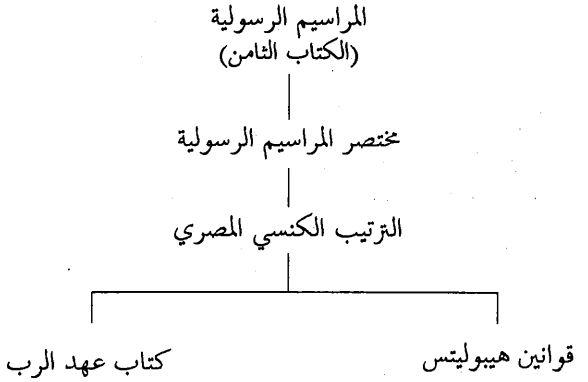 المراسيم الرسولية
(الكتاب الثامن)
مختصر المراسيم الرسولية
الترتيب الكنسي المصري
قوانين هيبوليتس
كتاب عهد الرب